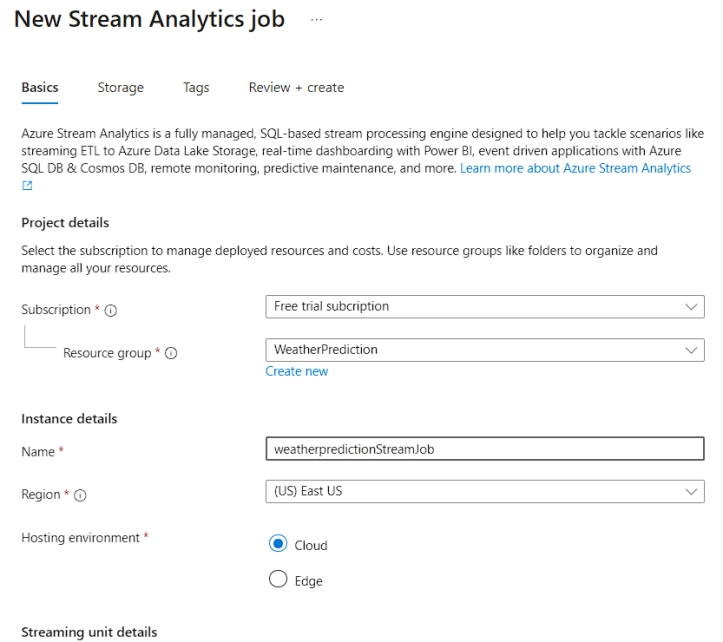 New Stream Analytics job ...
Basics Storage Tags Review + create
Azure Stream Analytics is a fully managed, SQL-based stream processing engine designed to help you tackle scenarios like
streaming ETL to Azure Data Lake Storage, real-time dashboarding with Power BI, event driven applications with Azure
SQL DB & Cosmos DB, remote monitoring, predictive maintenance, and more. Learn more about Azure Stream Analytics
Project details
Select the subscription to manage deployed resources and costs. Use resource groups like folders to organize and
manage all your resources.
Subscription * Free trial subcription
Resource group * WeatherPrediction
Create new
Instance details
Name * weatherpredictionStreamJob
Region * (US) East US
Hosting environment * Cloud
Edge
Streaming unit details